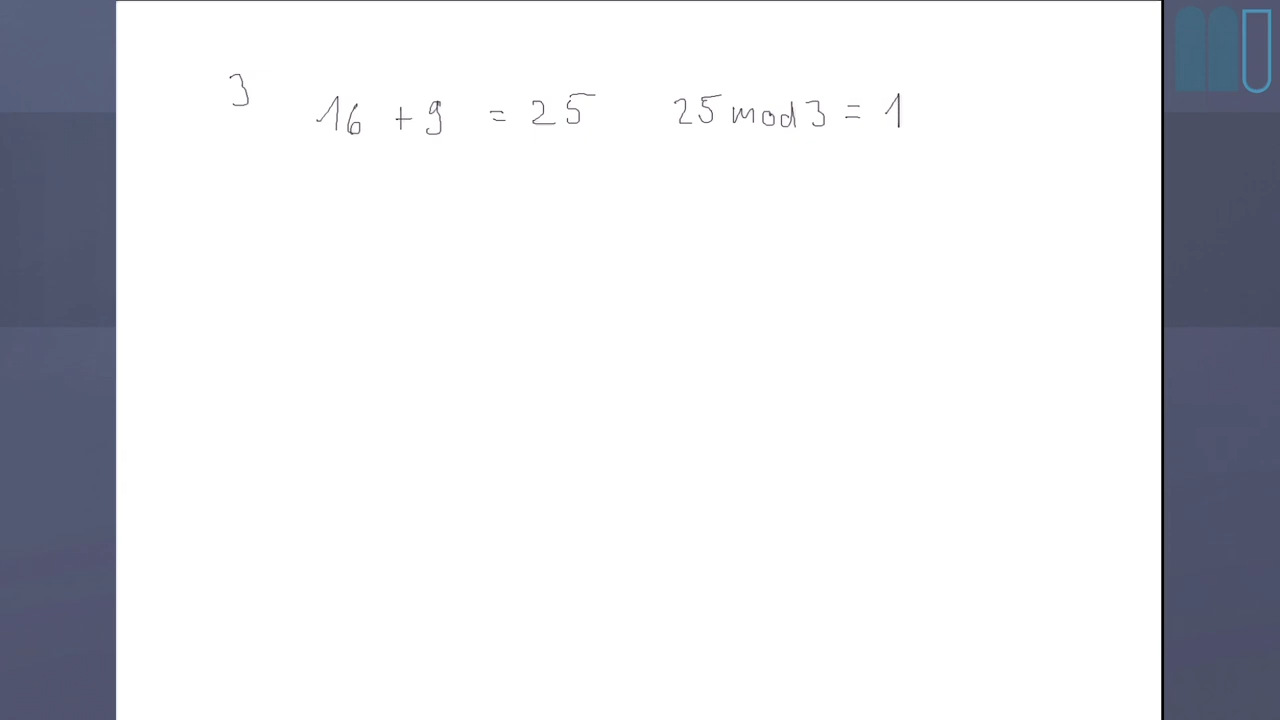 3
16 + 9 = 25 25 mod 3 = 1